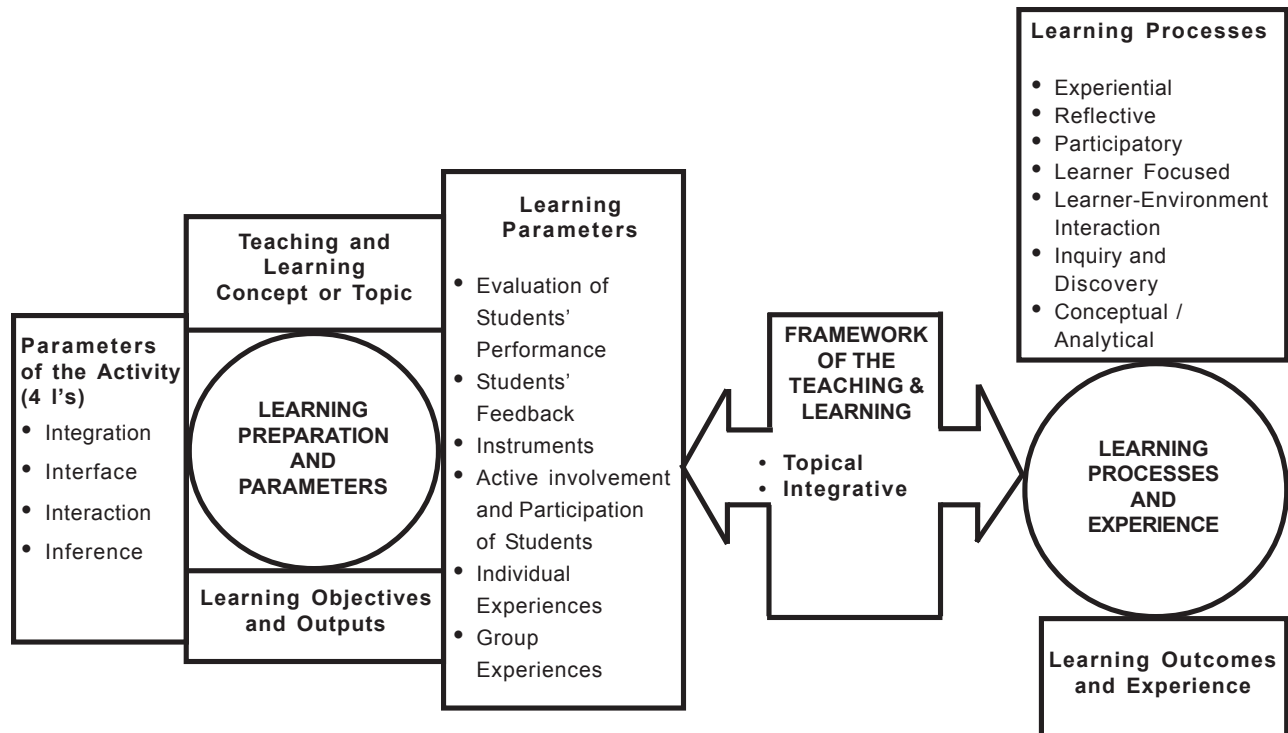 Parameters
of the Activity
(4 I's)
• Integration
• Interface
• Interaction
• Inference
Teaching and
Learning
Concept or Topic
LEARNING
PREPARATION
AND
PARAMETERS
Learning Objectives
and Outputs
Learning
Parameters
• Evaluation of
Students'
Performance
• Students'
Feedback
• Instruments
• Active involvement
and Participation
of Students
• Individual
Experiences
• Group
Experiences
FRAMEWORK
OF THE
TEACHING &
LEARNING
• Topical
• Integrative
Learning Processes
• Experiential
• Reflective
• Participatory
• Learner Focused
• Learner-Environment
Interaction
• Inquiry and
Discovery
• Conceptual /
Analytical
LEARNING
PROCESSES
AND
EXPERIENCE
Learning Outcomes
and Experience